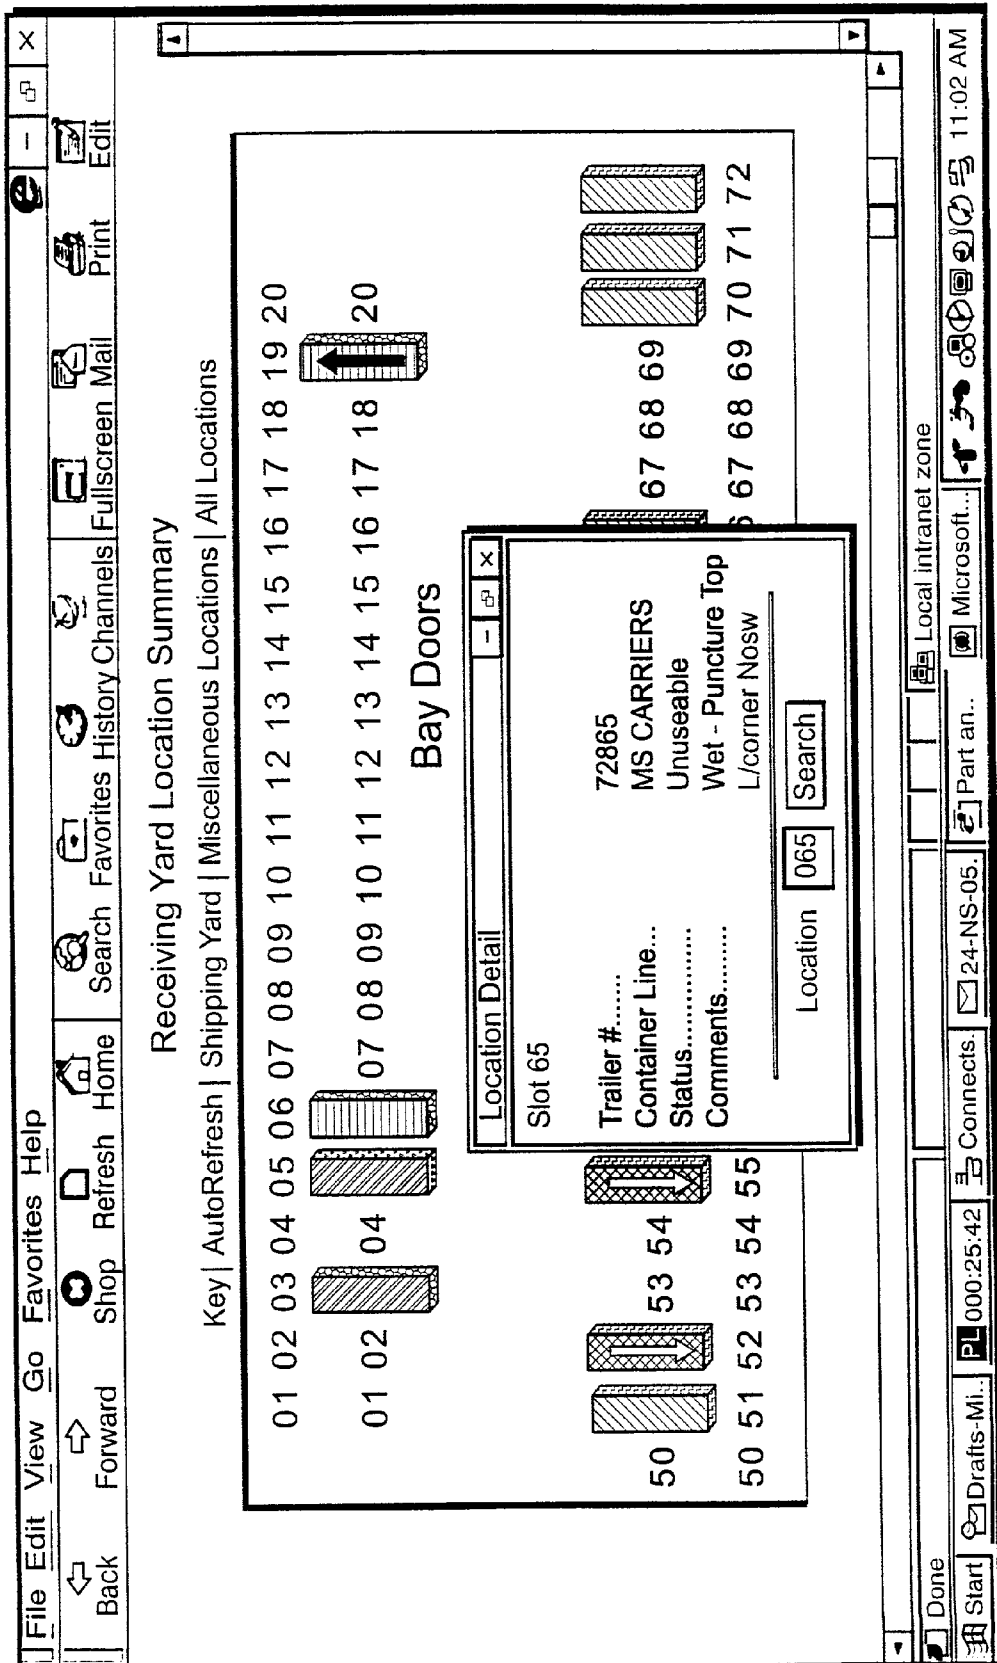 File Edit View Go Favorites Help
Back Forward Shop Refresh Home Search Favorites History Channels Fullscreen Mail Print Edit
Receiving Yard Location Summary
Key | AutoRefresh | Shipping Yard | Miscellaneous Locations | All Locations
01 02 03 04 05 06 07 08 09 10 11 12 13 14 15 16 17 18 19 20
01 02 04 07 08 09 10 11 12 13 14 15 16 17 18 20
Bay Doors
Location Detail
Slot 65
Trailer #....... 72865
Container Line... MS CARRIERS
Status............. Unuseable
Comments......... Wet - Puncture Top
L/corner Nosw
Location 065 Search
50 53 54 67 68 69
50 51 52 53 54 55 67 68 69 70 71 72
Done Local intranet zone
Start Drafts-Mi.. PL 000:25:42 Connects. 24-NS-05. Part an.. Microsoft... 11:02 AM